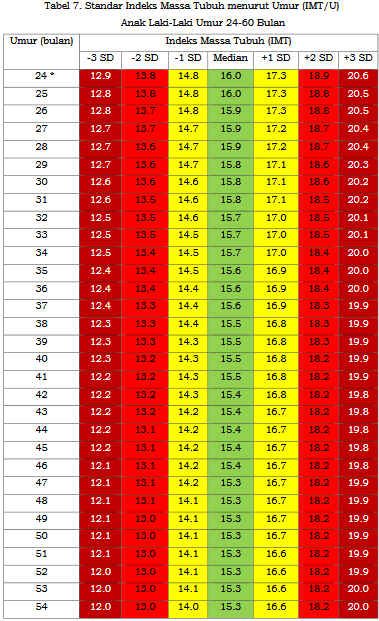 Tabel 7. Standar Indeks Massa Tubuh menurut Umur (IMT/U)
Anak Laki-Laki Umur 24-60 Bulan
Umur (bulan) Indeks Massa Tubuh (IMT)
-3 SD -2 SD -1 SD Median +1 SD +2 SD +3 SD
24 * 12.9 13.8 14.8 16.0 17.3 18.9 20.6
25 12.8 13.8 14.8 16.0 17.3 18.8 20.5
26 12.8 13.7 14.8 15.9 17.3 18.8 20.5
27 12.7 13.7 14.7 15.9 17.2 18.7 20.4
28 12.7 13.6 14.7 15.9 17.2 18.7 20.4
29 12.7 13.6 14.7 15.8 17.1 18.6 20.3
30 12.6 13.6 14.6 15.8 17.1 18.6 20.2
31 12.6 13.5 14.6 15.8 17.1 18.5 20.2
32 12.5 13.5 14.6 15.7 17.0 18.5 20.1
33 12.5 13.5 14.5 15.7 17.0 18.5 20.1
34 12.5 13.4 14.5 15.7 17.0 18.4 20.0
35 12.4 13.4 14.5 15.6 16.9 18.4 20.0
36 12.4 13.4 14.4 15.6 16.9 18.4 20.0
37 12.4 13.3 14.4 15.6 16.9 18.3 19.9
38 12.3 13.3 14.4 15.5 16.8 18.3 19.9
39 12.3 13.3 14.3 15.5 16.8 18.3 19.9
40 12.3 13.2 14.3 15.5 16.8 18.2 19.9
41 12.2 13.2 14.3 15.5 16.8 18.2 19.9
42 12.2 13.2 14.3 15.4 16.8 18.2 19.8
43 12.2 13.2 14.2 15.4 16.7 18.2 19.8
44 12.2 13.1 14.2 15.4 16.7 18.2 19.8
45 12.2 13.1 14.2 15.4 16.7 18.2 19.8
46 12.1 13.1 14.2 15.4 16.7 18.2 19.8
47 12.1 13.1 14.2 15.3 16.7 18.2 19.9
48 12.1 13.1 14.1 15.3 16.7 18.2 19.9
49 12.1 13.0 14.1 15.3 16.7 18.2 19.9
50 12.1 13.0 14.1 15.3 16.7 18.2 19.9
51 12.1 13.0 14.1 15.3 16.6 18.2 19.9
52 12.0 13.0 14.1 15.3 16.6 18.2 19.9
53 12.0 13.0 14.1 15.3 16.6 18.2 20.0
54 12.0 13.0 14.0 15.3 16.6 18.2 20.0